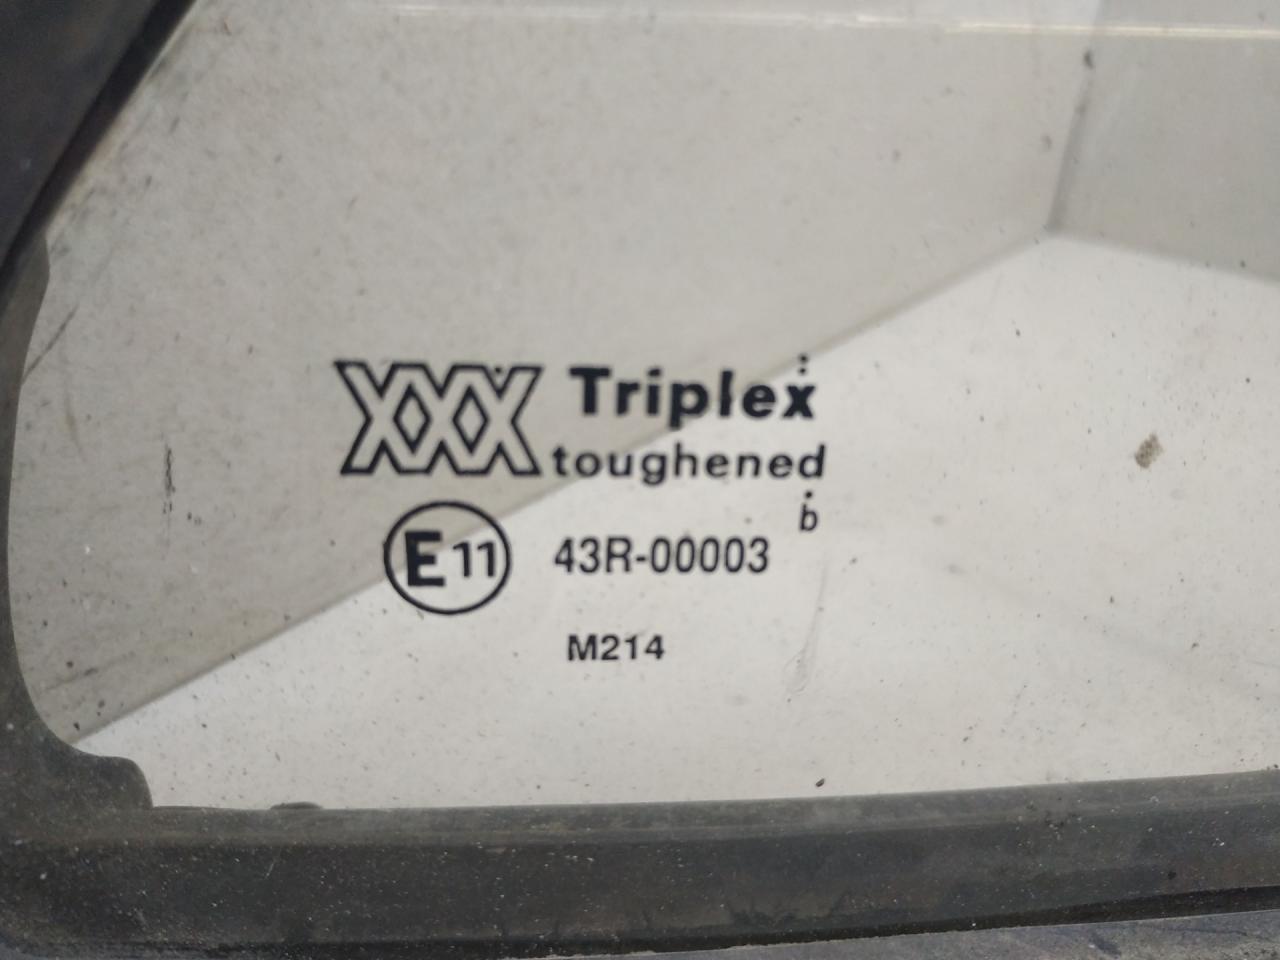 XXX Triplex
toughened
b
E11 43R-00003
M214